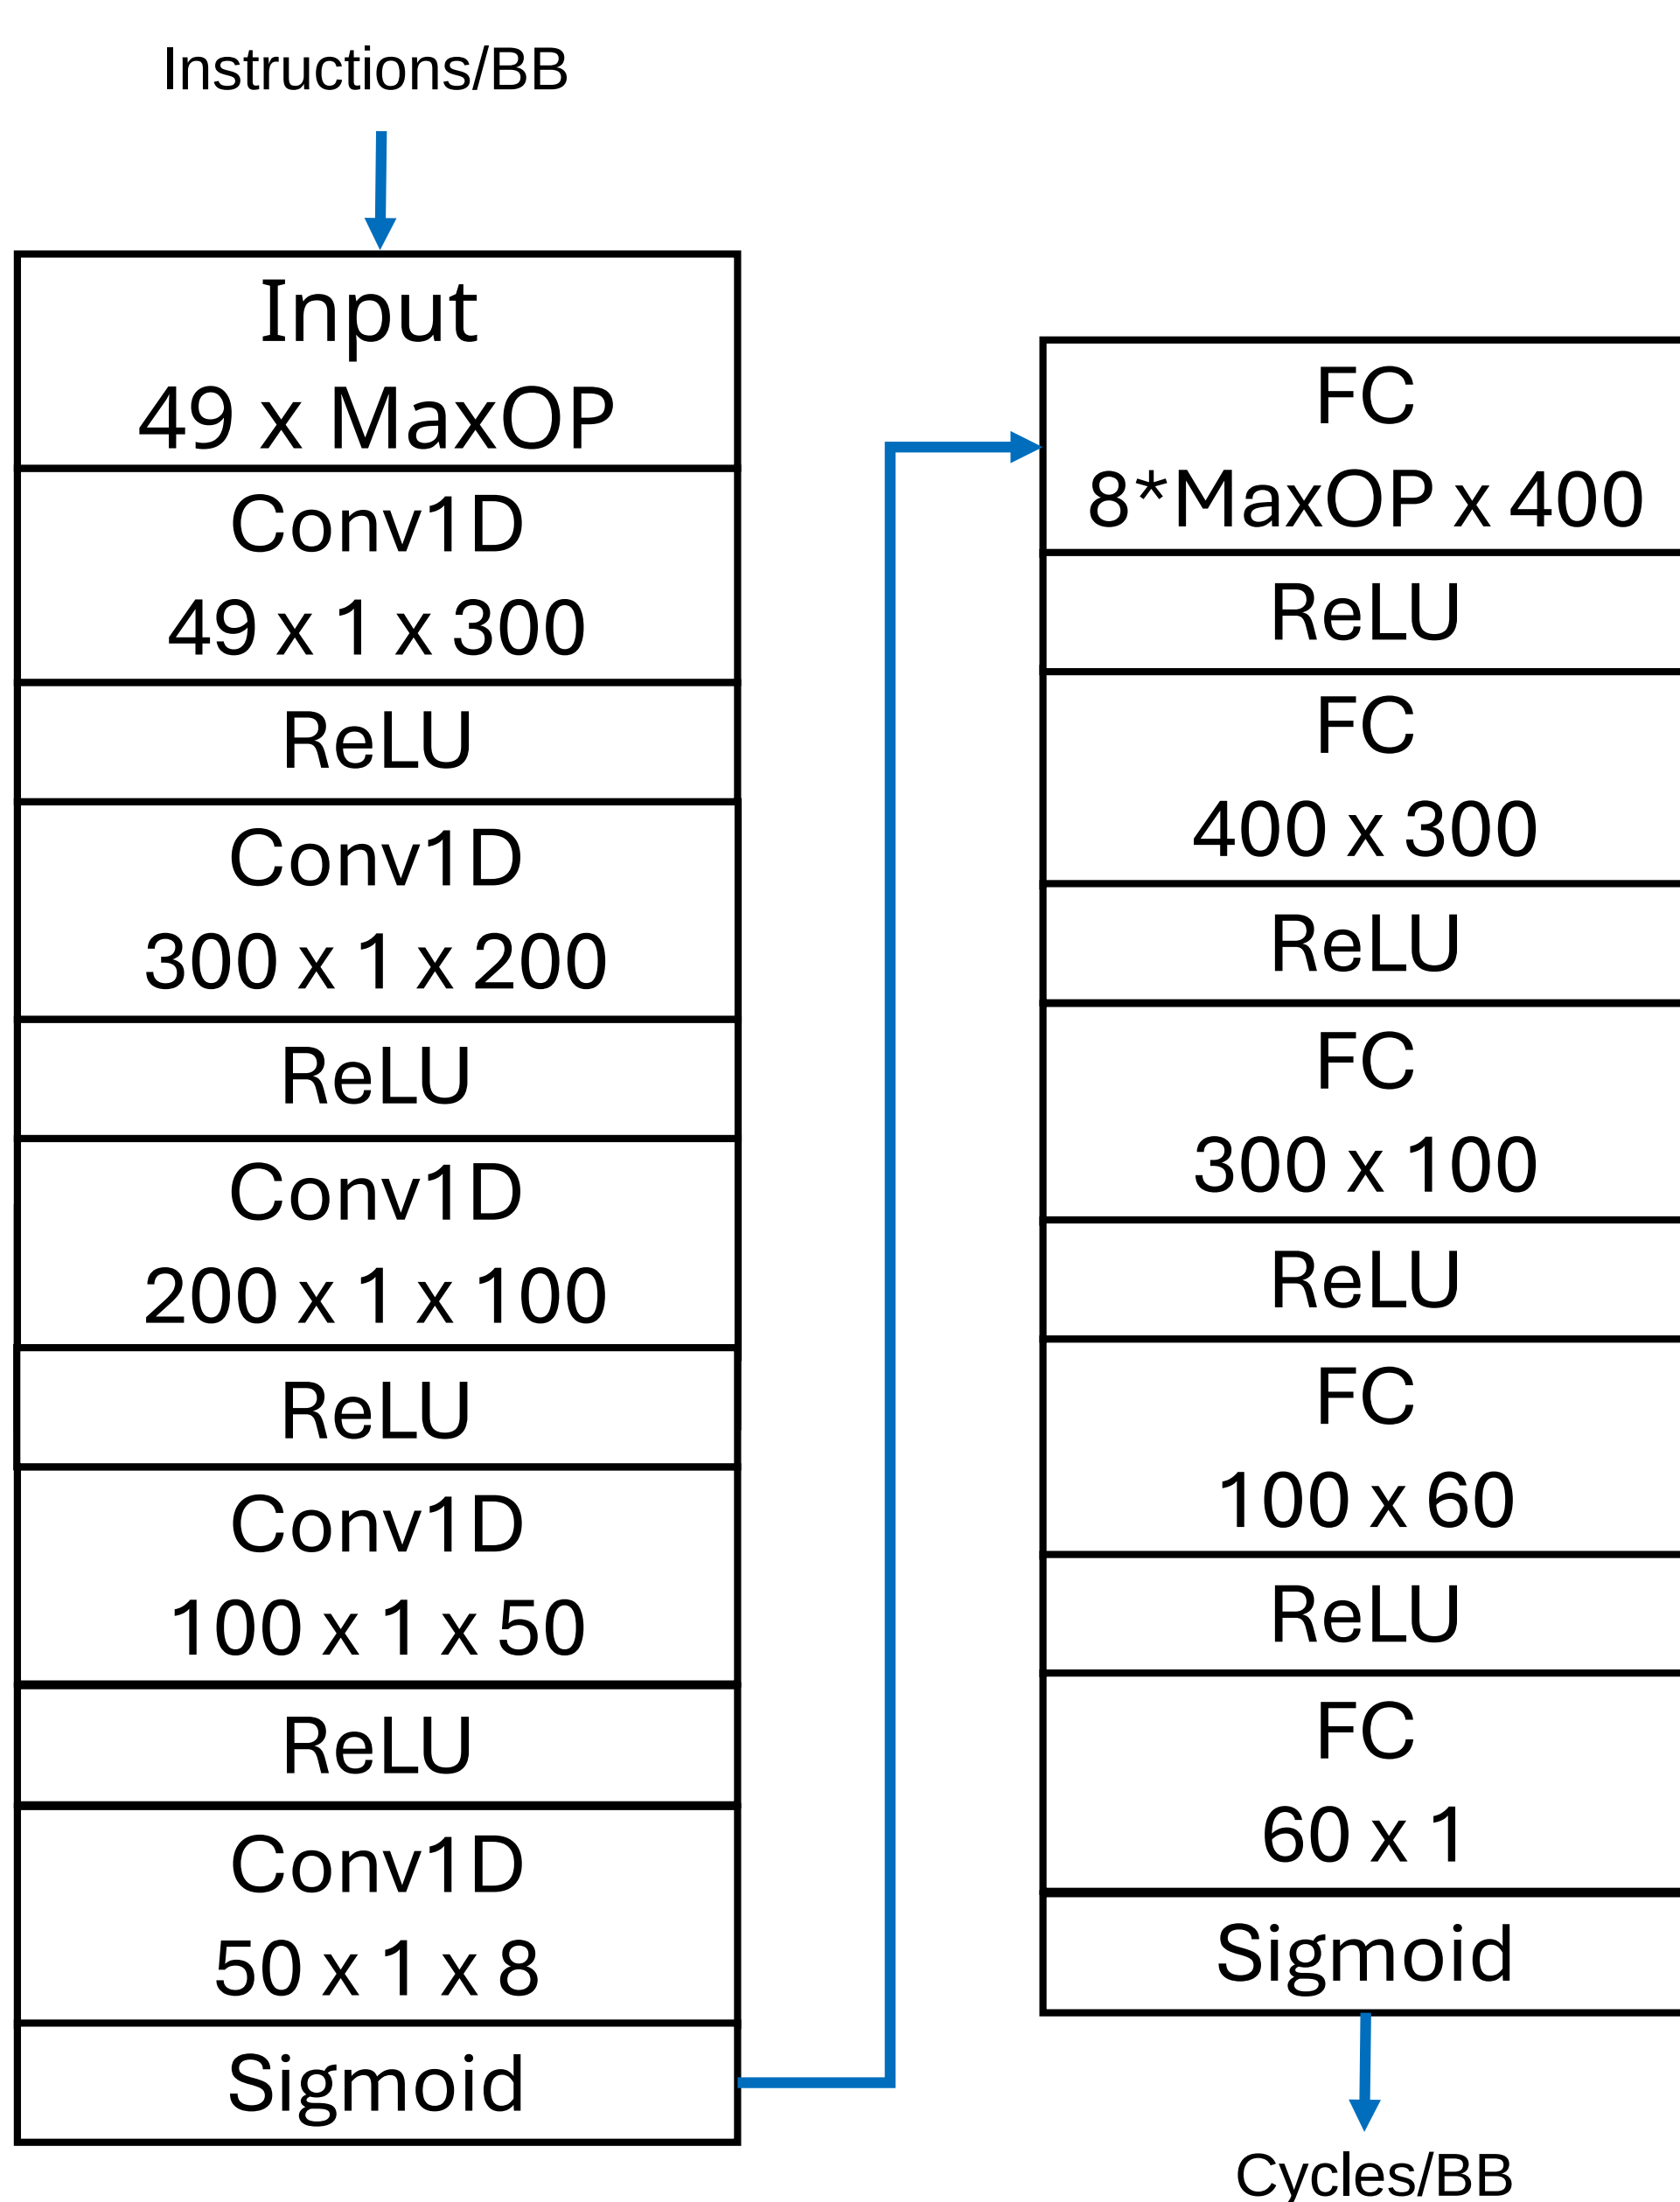 Instructions/BB
Input
49 x MaxOP
Conv1D
49 x 1 x 300
ReLU
Conv1D
300 x 1 x 200
ReLU
Conv1D
200 x 1 x 100
ReLU
Conv1D
100 x 1 x 50
ReLU
Conv1D
50 x 1 x 8
Sigmoid
FC
8*MaxOP x 400
ReLU
FC
400 x 300
ReLU
FC
300 x 100
ReLU
FC
100 x 60
ReLU
FC
60 x 1
Sigmoid
Cycles/BB